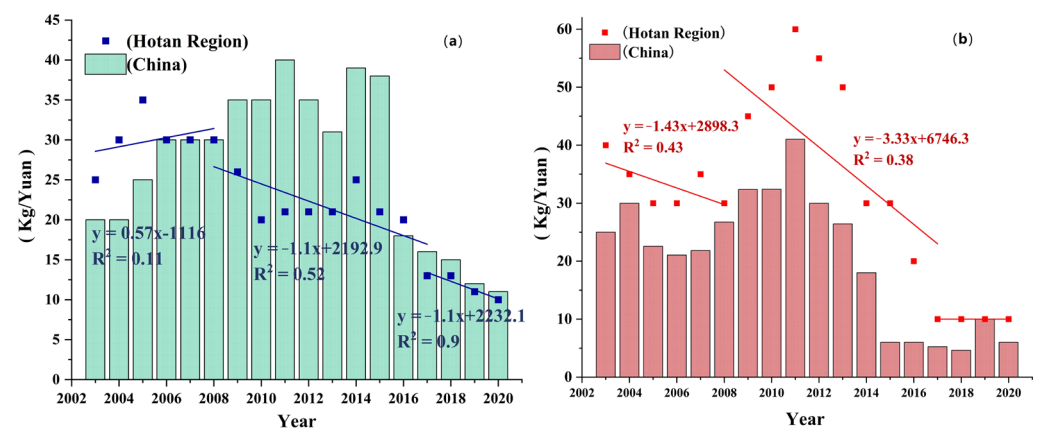 45
40
35
30
25
20
15
10
5
0
( Kg/Yuan )
(Hotan Region)
(China)
(a)
y = 0.57x-1116
R² = 0.11
y = −1.1x+2192.9
R² = 0.52
y = −1.1x+2232.1
R² = 0.9
2002 2004 2006 2008 2010 2012 2014 2016 2018 2020
Year
60
50
40
30
20
10
0
( Kg/Yuan )
(Hotan Region)
(China)
(b)
y = −1.43x+2898.3
R² = 0.43
y = −3.33x+6746.3
R² = 0.38
2002 2004 2006 2008 2010 2012 2014 2016 2018 2020
Year